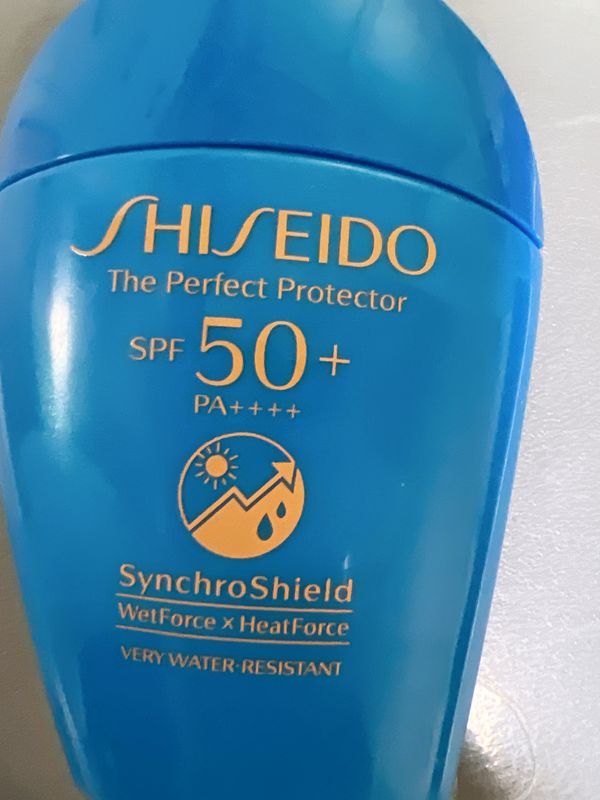 SHISEIDO
The Perfect Protector
SPF 50+
PA++++
SynchroShield
WetForce x HeatForce
VERY WATER-RESISTANT